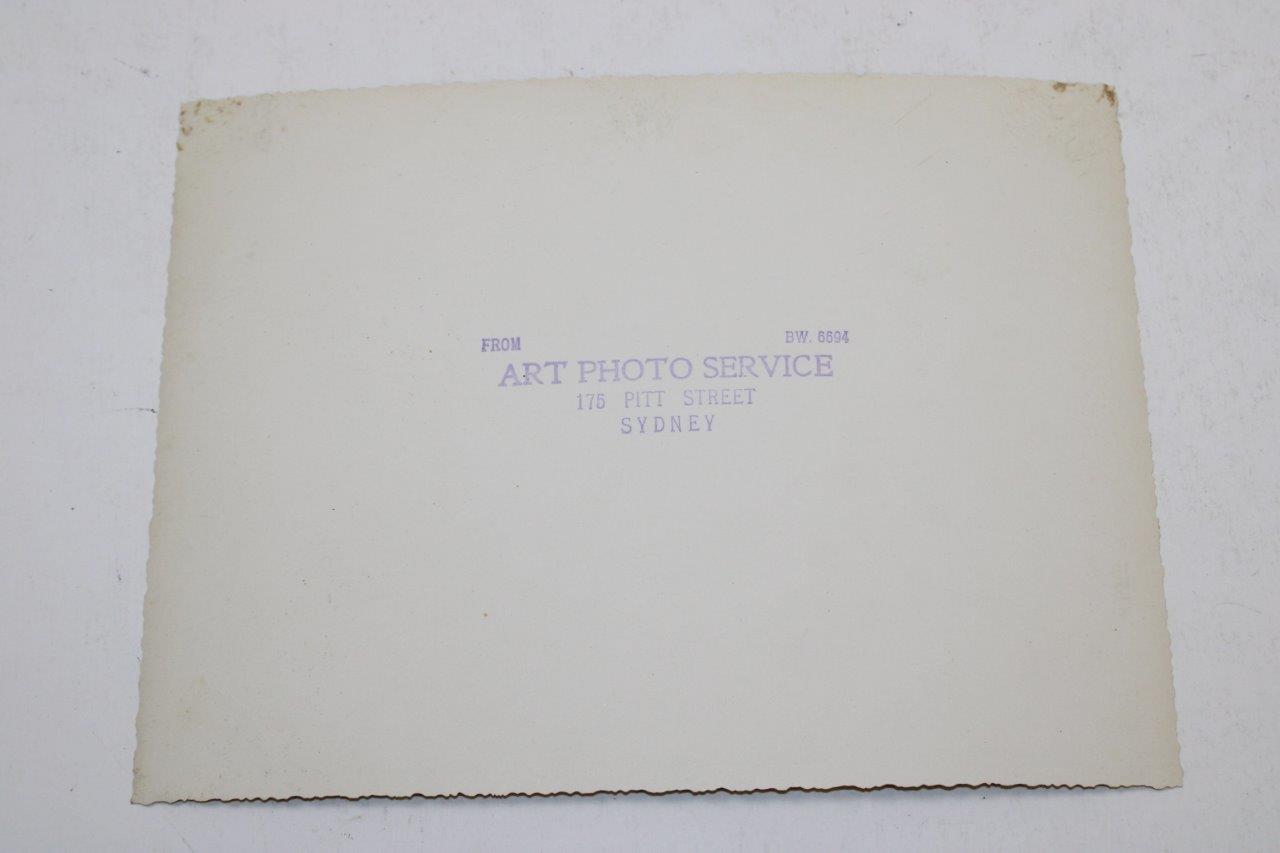 FROM BW. 6694
ART PHOTO SERVICE
175 PITT STREET
SYDNEY